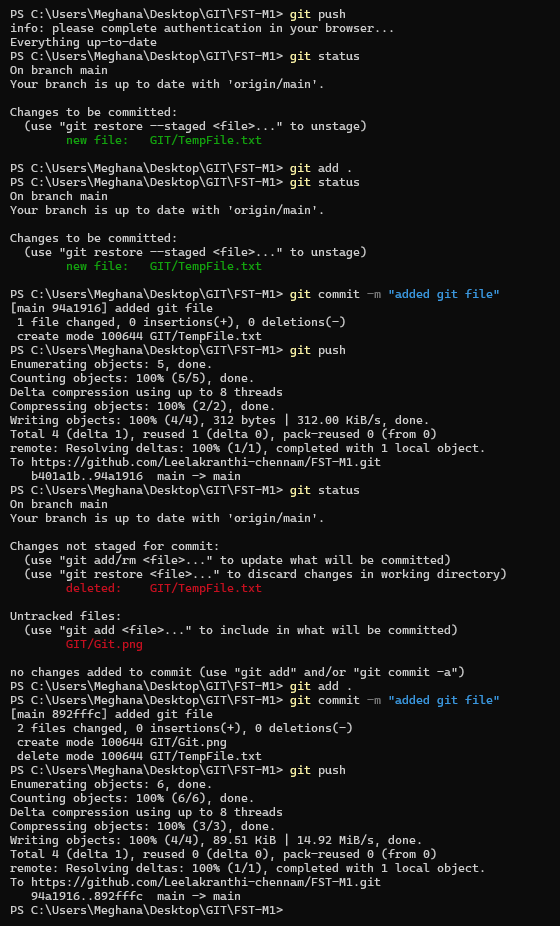 PS C:\Users\Meghana\Desktop\GIT\FST-M1> git push
info: please complete authentication in your browser...
Everything up-to-date
PS C:\Users\Meghana\Desktop\GIT\FST-M1> git status
On branch main
Your branch is up to date with 'origin/main'.

Changes to be committed:
  (use "git restore --staged <file>..." to unstage)
        new file:   GIT/TempFile.txt

PS C:\Users\Meghana\Desktop\GIT\FST-M1> git add .
PS C:\Users\Meghana\Desktop\GIT\FST-M1> git status
On branch main
Your branch is up to date with 'origin/main'.

Changes to be committed:
  (use "git restore --staged <file>..." to unstage)
        new file:   GIT/TempFile.txt

PS C:\Users\Meghana\Desktop\GIT\FST-M1> git commit -m "added git file"
[main 94a1916] added git file
 1 file changed, 0 insertions(+), 0 deletions(-)
 create mode 100644 GIT/TempFile.txt
PS C:\Users\Meghana\Desktop\GIT\FST-M1> git push
Enumerating objects: 5, done.
Counting objects: 100% (5/5), done.
Delta compression using up to 8 threads
Compressing objects: 100% (2/2), done.
Writing objects: 100% (4/4), 312 bytes | 312.00 KiB/s, done.
Total 4 (delta 1), reused 1 (delta 0), pack-reused 0 (from 0)
remote: Resolving deltas: 100% (1/1), completed with 1 local object.
To https://github.com/Leelakranthi-chennam/FST-M1.git
   b401a1b..94a1916  main -> main
PS C:\Users\Meghana\Desktop\GIT\FST-M1> git status
On branch main
Your branch is up to date with 'origin/main'.

Changes not staged for commit:
  (use "git add/rm <file>..." to update what will be committed)
  (use "git restore <file>..." to discard changes in working directory)
        deleted:    GIT/TempFile.txt

Untracked files:
  (use "git add <file>..." to include in what will be committed)
        GIT/Git.png

no changes added to commit (use "git add" and/or "git commit -a")
PS C:\Users\Meghana\Desktop\GIT\FST-M1> git add .
PS C:\Users\Meghana\Desktop\GIT\FST-M1> git commit -m "added git file"
[main 892fffc] added git file
 2 files changed, 0 insertions(+), 0 deletions(-)
 create mode 100644 GIT/Git.png
 delete mode 100644 GIT/TempFile.txt
PS C:\Users\Meghana\Desktop\GIT\FST-M1> git push
Enumerating objects: 6, done.
Counting objects: 100% (6/6), done.
Delta compression using up to 8 threads
Compressing objects: 100% (3/3), done.
Writing objects: 100% (4/4), 89.51 KiB | 14.92 MiB/s, done.
Total 4 (delta 1), reused 0 (delta 0), pack-reused 0 (from 0)
remote: Resolving deltas: 100% (1/1), completed with 1 local object.
To https://github.com/Leelakranthi-chennam/FST-M1.git
   94a1916..892fffc  main -> main
PS C:\Users\Meghana\Desktop\GIT\FST-M1>